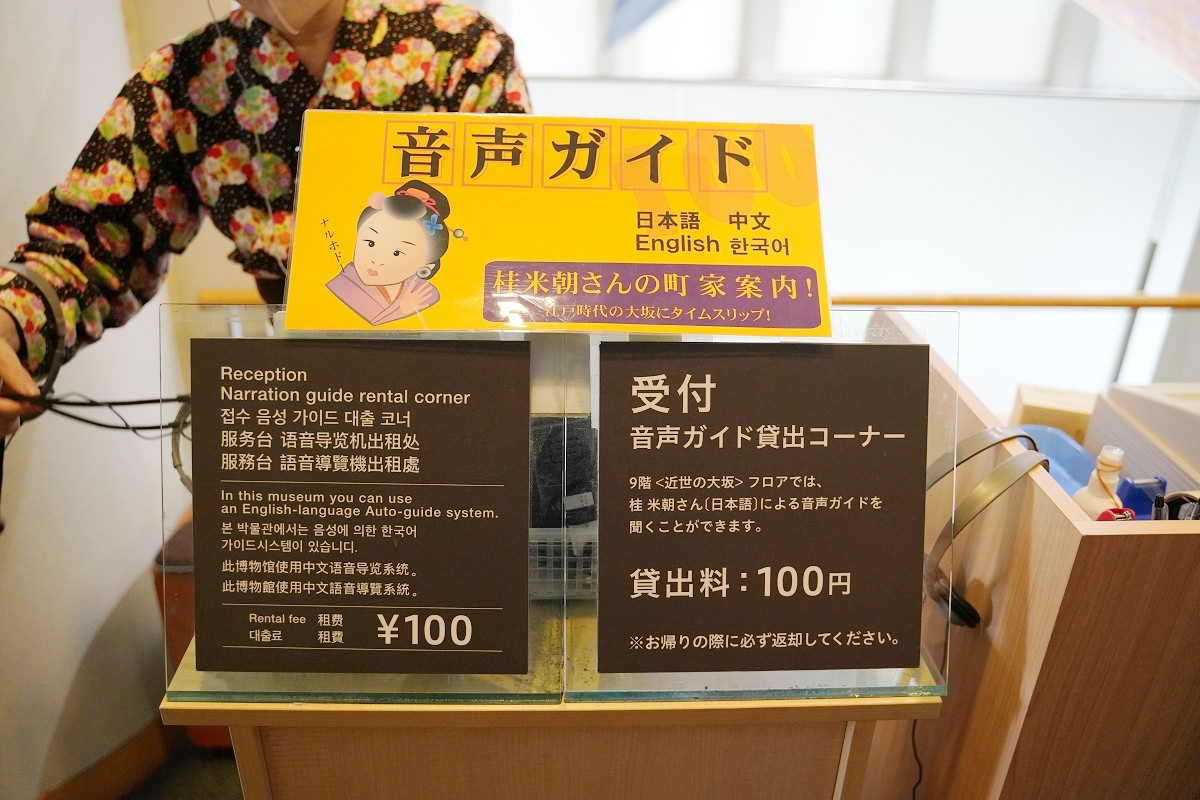 音声ガイド
ナルホド!
日本語 中文
English 한국어
桂米朝さんの町家案内!
江戸時代の大坂にタイムスリップ!
Reception
Narration guide rental corner
접수 음성 가이드 대출 코너
服务台 语音导览机出租处
服務台 語音導覽機出租處
In this museum you can use
an English-language Auto-guide system.
본 박물관에서는 음성에 의한 한국어
가이드시스템이 있습니다.
此博物馆使用中文语音导览系统。
此博物館使用中文語音導覽系統。
Rental fee 租费
대출료 租費
¥100
受付
音声ガイド貸出コーナー
9階<近世の大坂>フロアでは、
桂 米朝さん〔日本語〕による音声ガイドを
聞くことができます。
貸出料:100円
※お帰りの際に必ず返却してください。